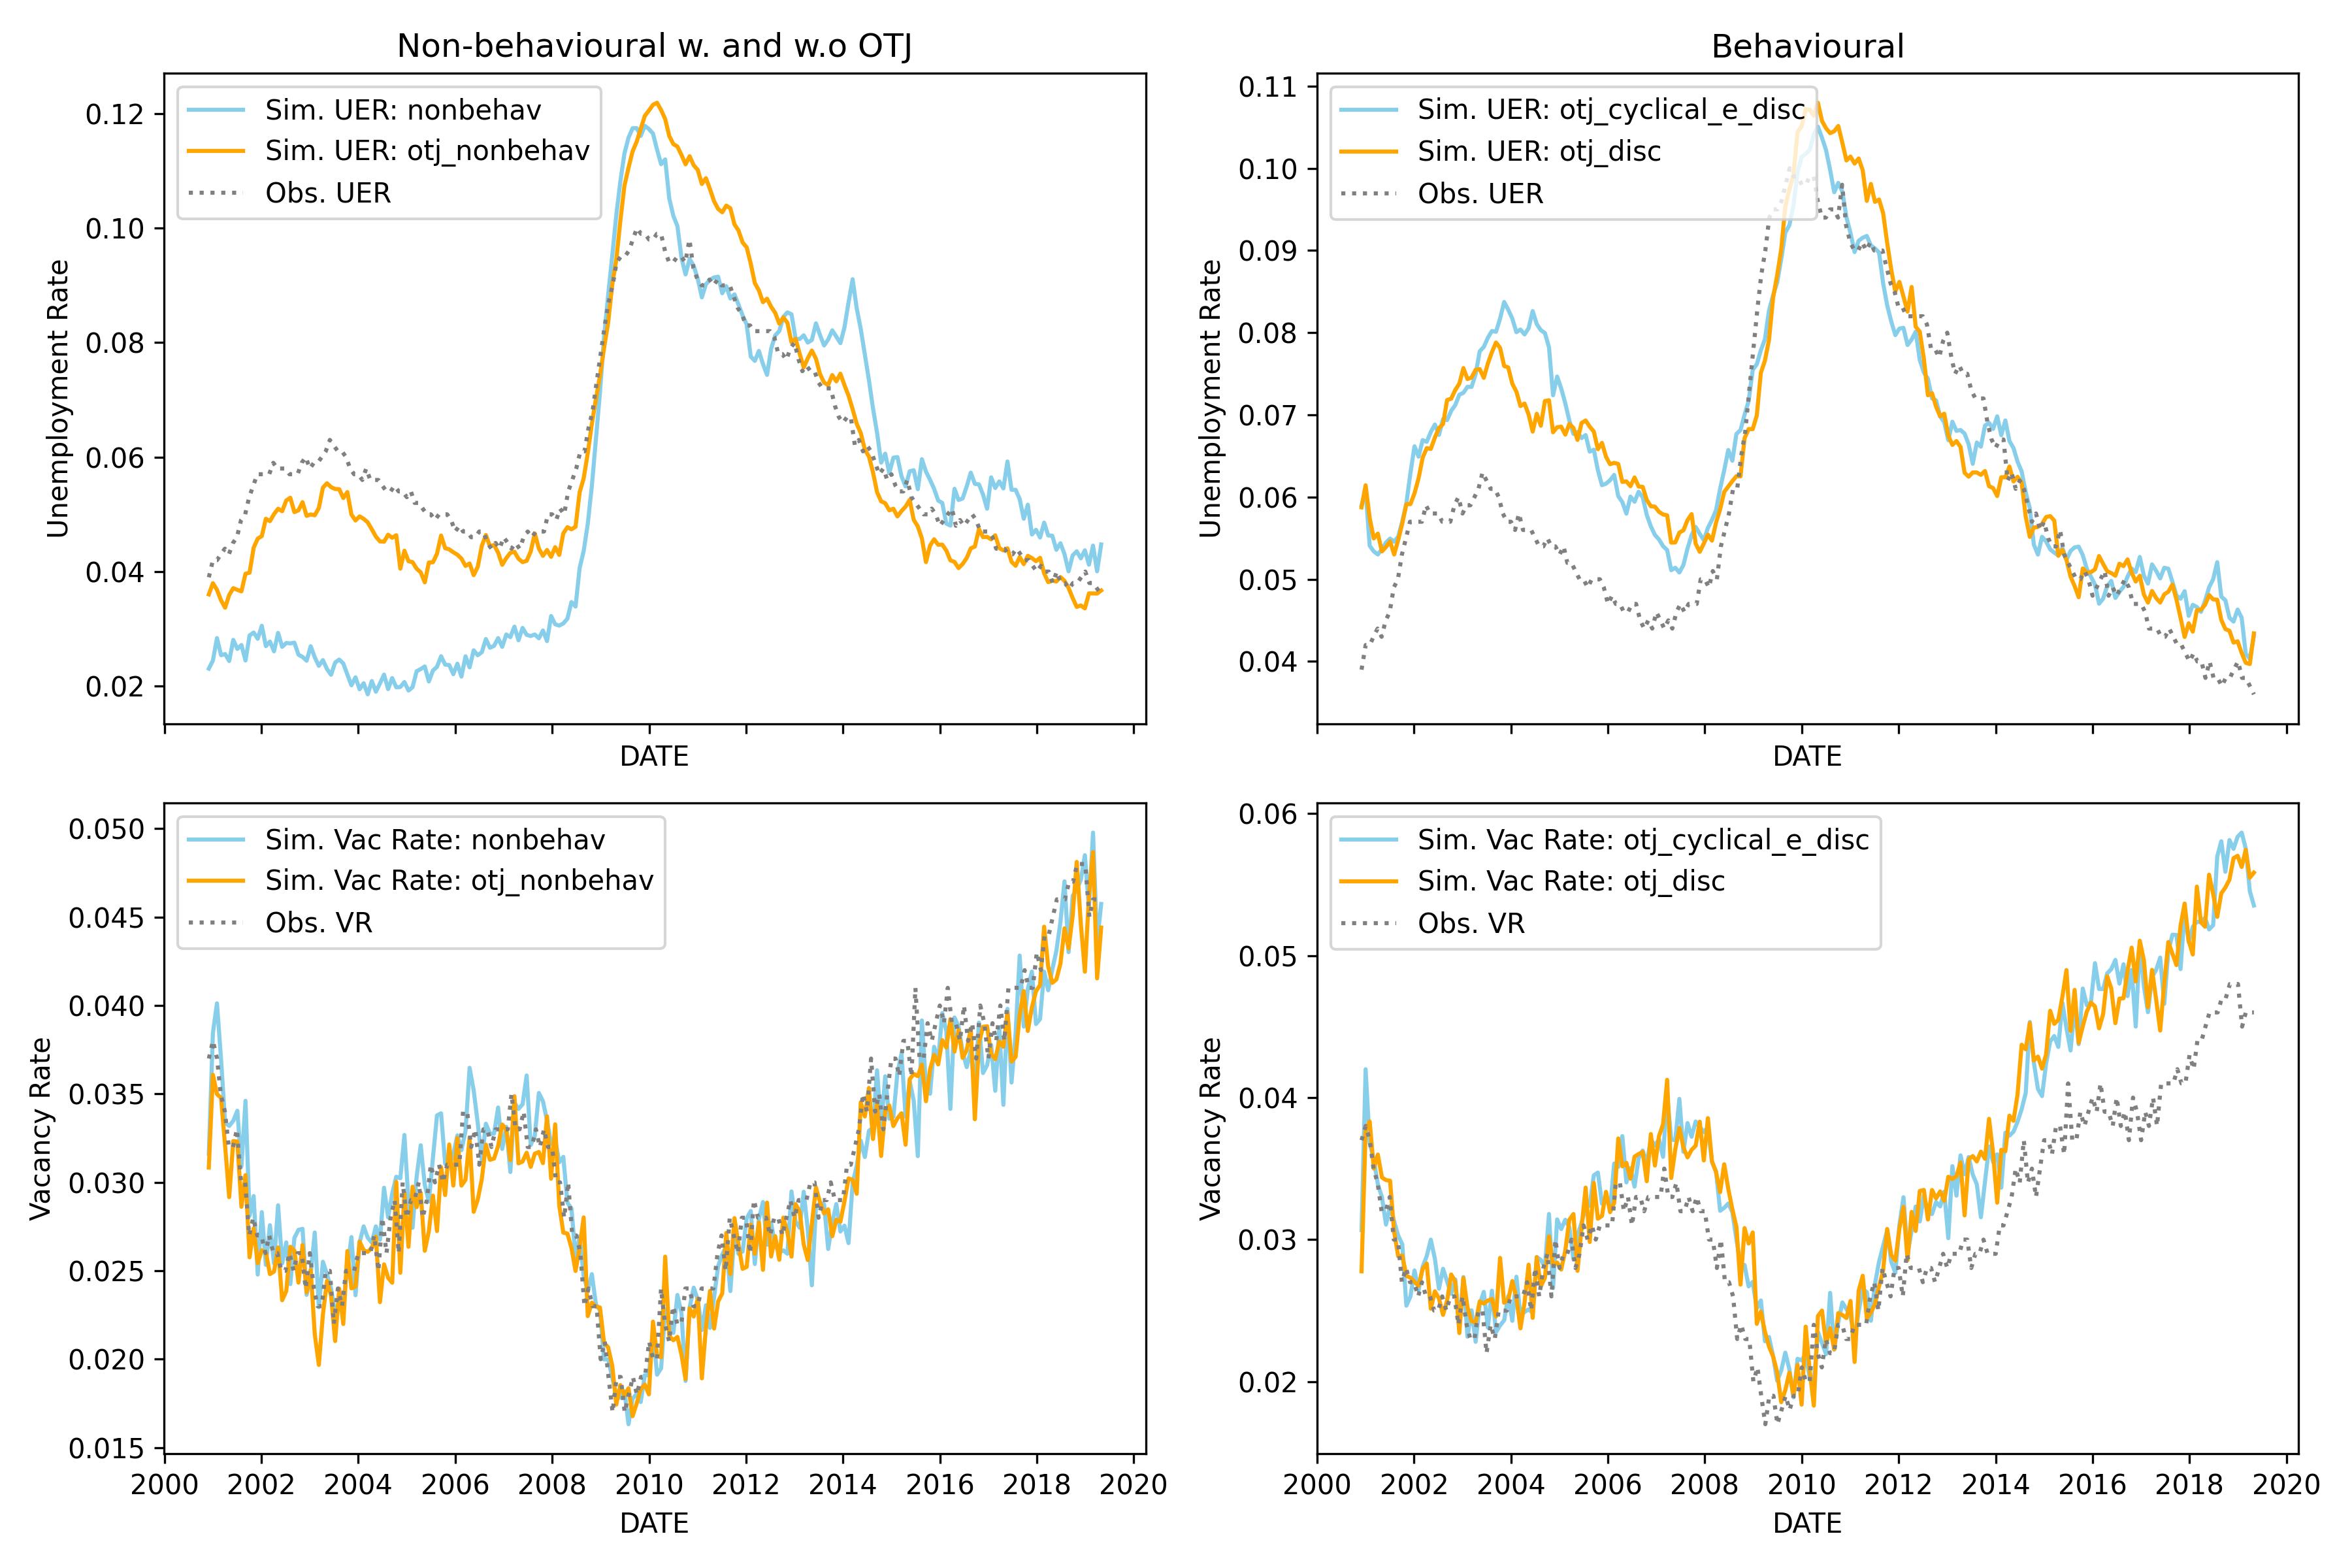 Non-behavioural w. and w.o OTJ
Unemployment Rate
0.12
0.10
0.08
0.06
0.04
0.02
Sim. UER: nonbehav
Sim. UER: otj_nonbehav
Obs. UER
DATE
Behavioural
Unemployment Rate
0.11
0.10
0.09
0.08
0.07
0.06
0.05
0.04
Sim. UER: otj_cyclical_e_disc
Sim. UER: otj_disc
Obs. UER
DATE
Vacancy Rate
0.050
0.045
0.040
0.035
0.030
0.025
0.020
0.015
Sim. Vac Rate: nonbehav
Sim. Vac Rate: otj_nonbehav
Obs. VR
2000 2002 2004 2006 2008 2010 2012 2014 2016 2018 2020
DATE
Vacancy Rate
0.06
0.05
0.04
0.03
0.02
Sim. Vac Rate: otj_cyclical_e_disc
Sim. Vac Rate: otj_disc
Obs. VR
2000 2002 2004 2006 2008 2010 2012 2014 2016 2018 2020
DATE